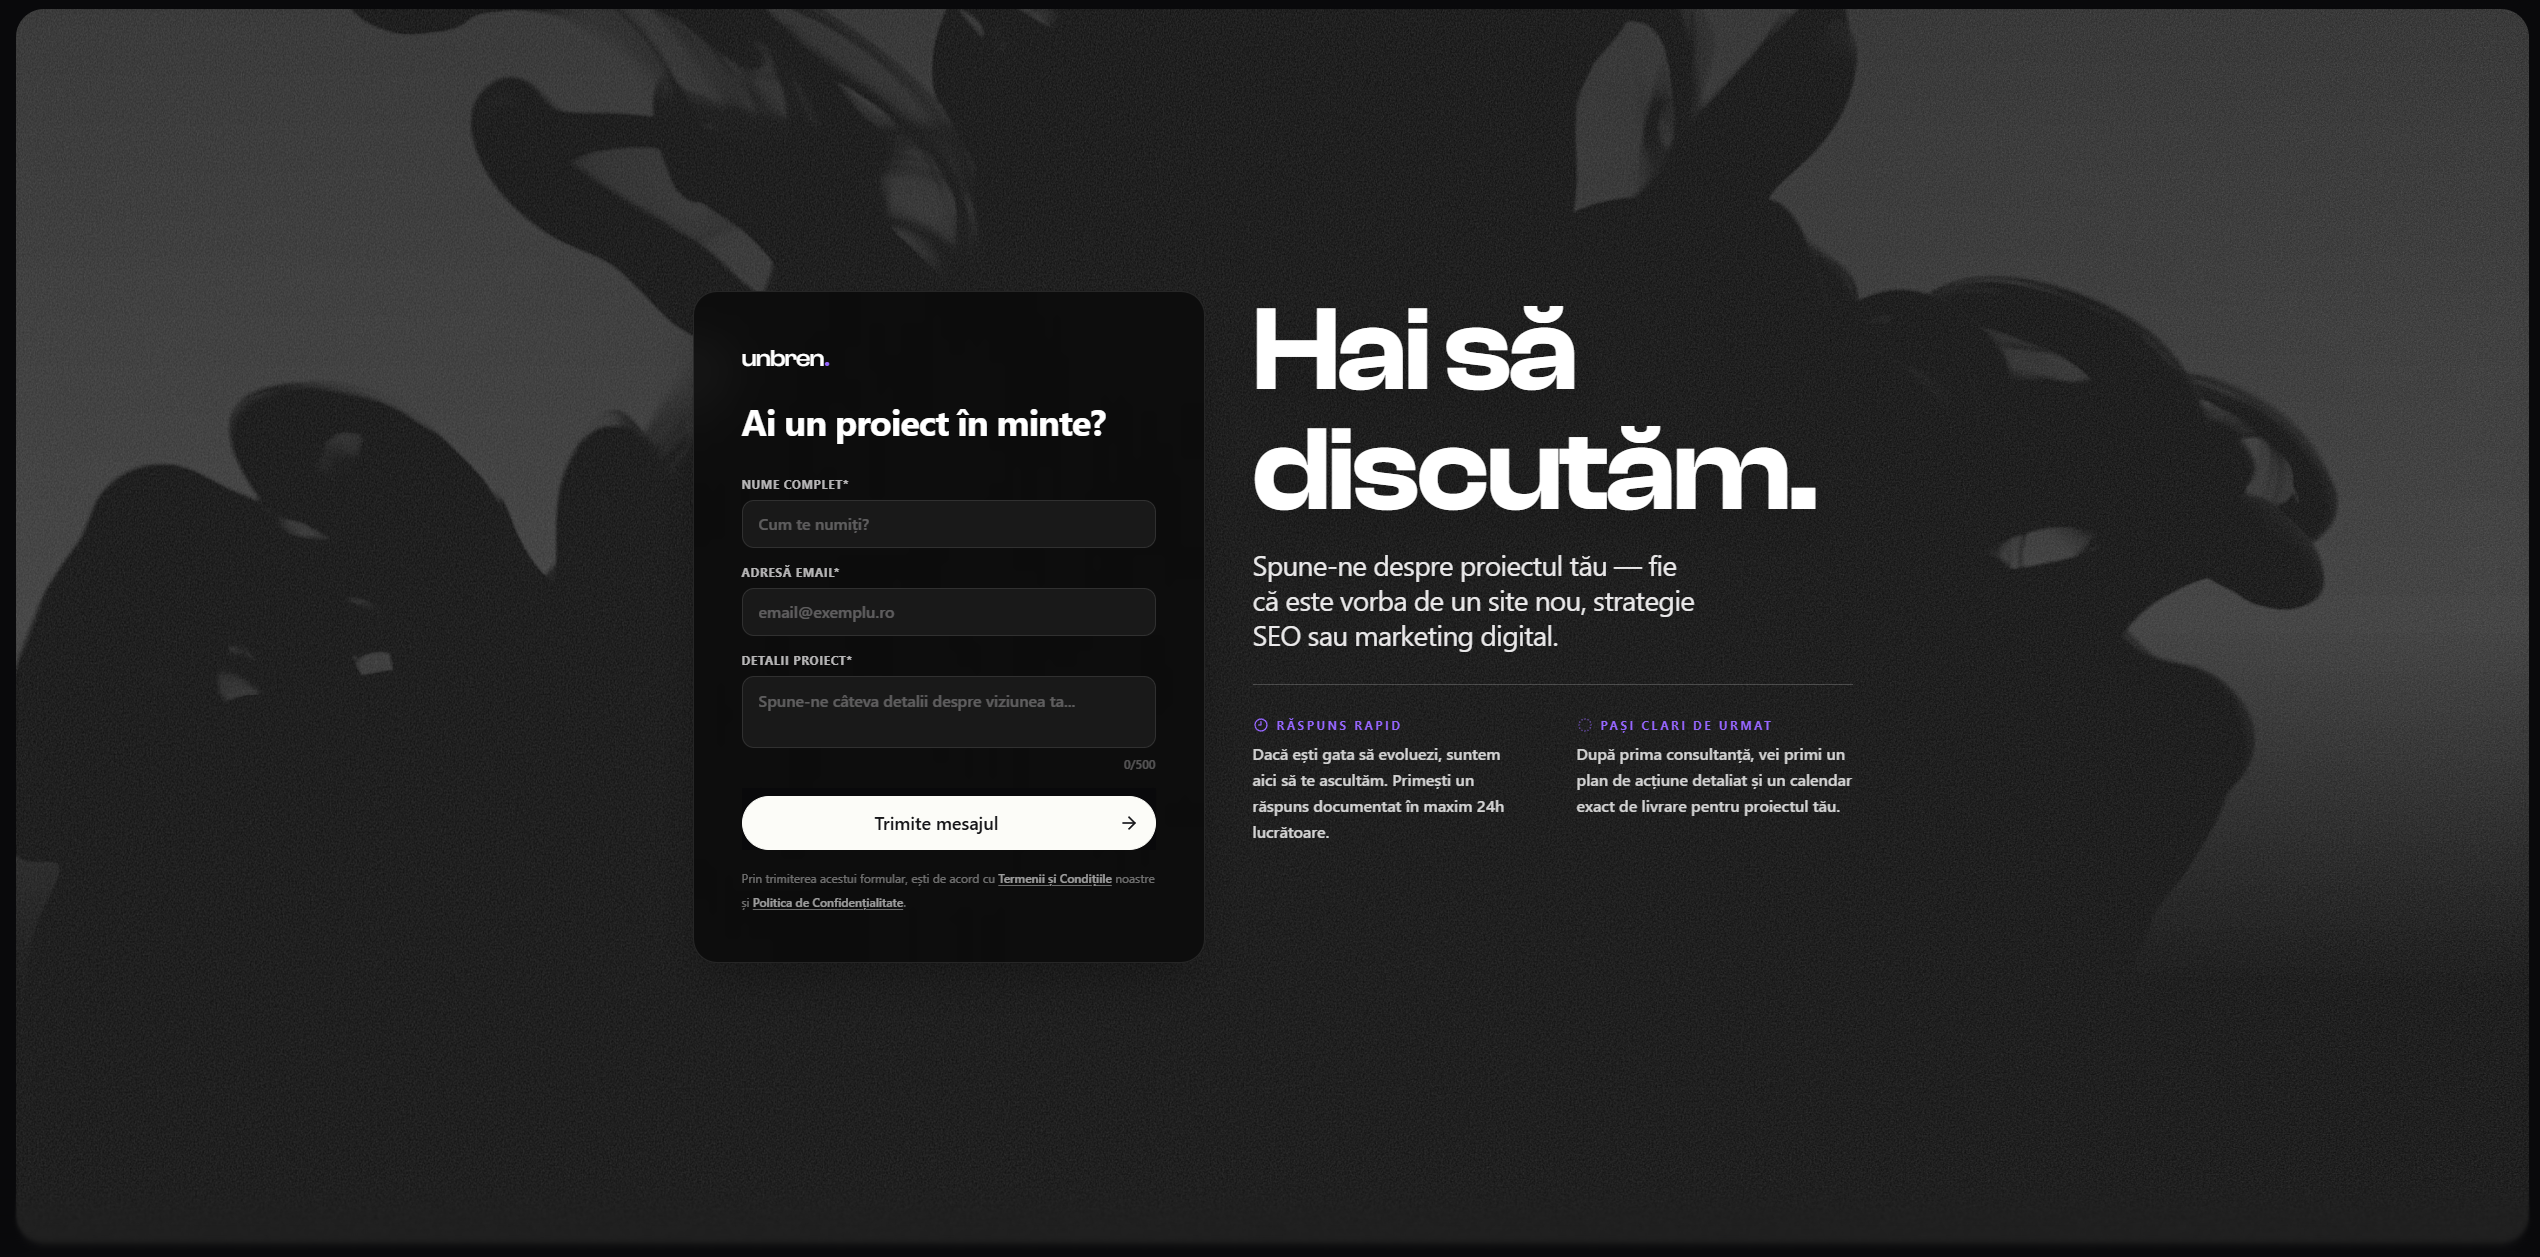 unbren.
Ai un proiect în minte?
NUME COMPLET*
Cum te numiți?
ADRESĂ EMAIL*
email@exemplu.ro
DETALII PROIECT*
Spune-ne câteva detalii despre viziunea ta...
0/500
Trimite mesajul
Prin trimiterea acestui formular, ești de acord cu Termenii și Condițiile noastre
și Politica de Confidențialitate.
Hai să
discutăm.
Spune-ne despre proiectul tău — fie
că este vorba de un site nou, strategie
SEO sau marketing digital.
RĂSPUNS RAPID
Dacă ești gata să evoluezi, suntem
aici să te ascultăm. Primești un
răspuns documentat în maxim 24h
lucrătoare.
PAȘI CLARI DE URMAT
După prima consultanță, vei primi un
plan de acțiune detaliat și un calendar
exact de livrare pentru proiectul tău.